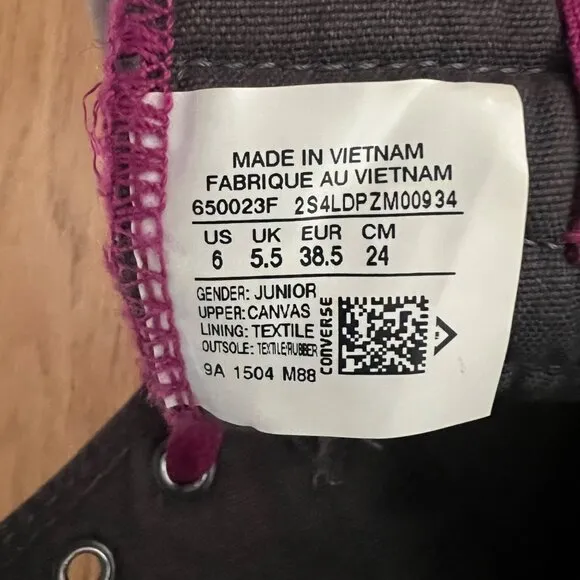 MADE IN VIETNAM
FABRIQUE AU VIETNAM
650023F 2S4LDPZM00934
US UK EUR CM
6 5.5 38.5 24
GENDER: JUNIOR
UPPER: CANVAS
LINING: TEXTILE
OUTSOLE: TEXTILE/RUBBER
CONVERSE
9A 1504 M88